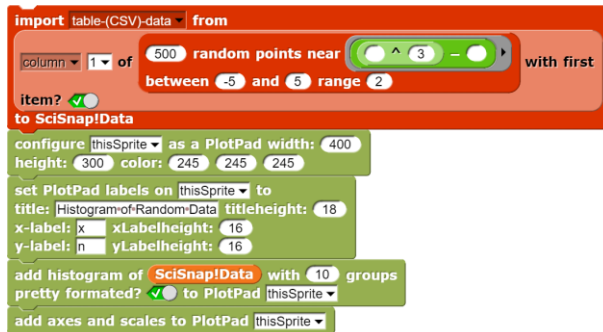 import table-(CSV)-data from
column 1 of 500 random points near ^ 3 - with first
between -5 and 5 range 2
item?
to SciSnap!Data
configure thisSprite as a PlotPad width: 400
height: 300 color: 245 245 245
set PlotPad labels on thisSprite to
title: Histogram·of·Random·Data titleheight: 18
x-label: x xLabelheight: 16
y-label: n yLabelheight: 16
add histogram of SciSnap!Data with 10 groups
pretty formated? to PlotPad thisSprite
add axes and scales to PlotPad thisSprite